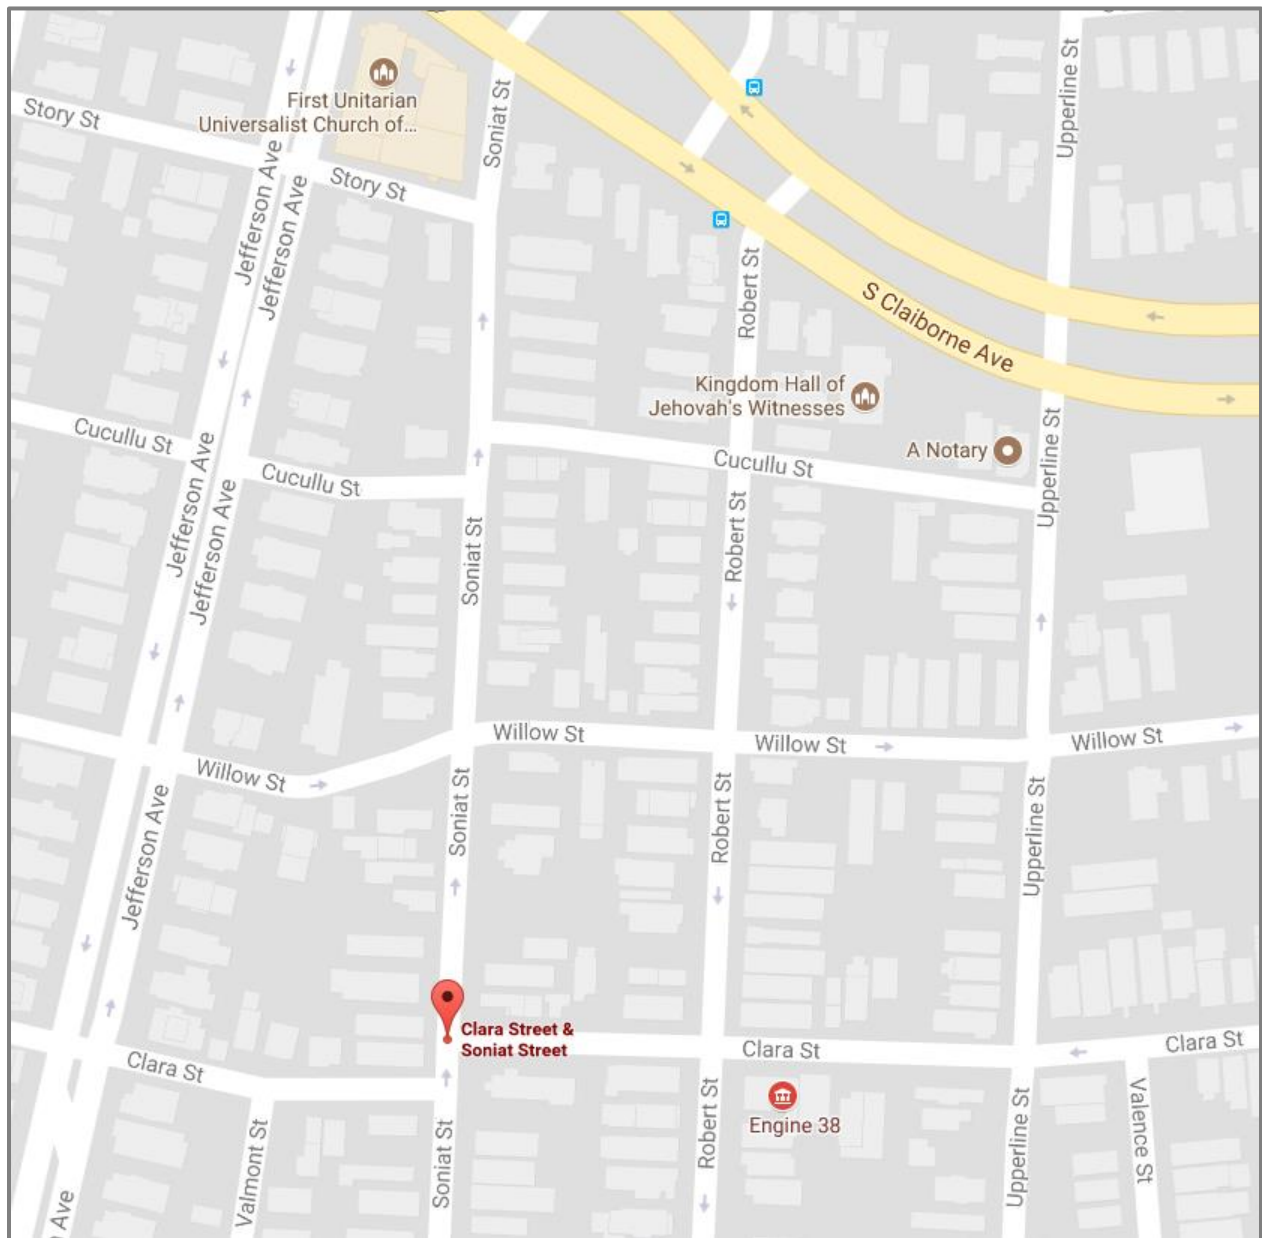 Story St
First Unitarian
Universalist Church of...
Soniat St
Upperline St
Jefferson Ave
Jefferson Ave
Story St
Robert St
S Claiborne Ave
Kingdom Hall of
Jehovah's Witnesses
A Notary
Cucullu St
Cucullu St
Cucullu St
Upperline St
Jefferson Ave
Jefferson Ave
Soniat St
Robert St
Willow St
Willow St
Willow St
Willow St
Jefferson Ave
Soniat St
Robert St
Upperline St
Clara Street &
Soniat Street
Clara St
Clara St
Clara St
Engine 38
Valmont St
Soniat St
Robert St
Upperline St
Valence St
Ave